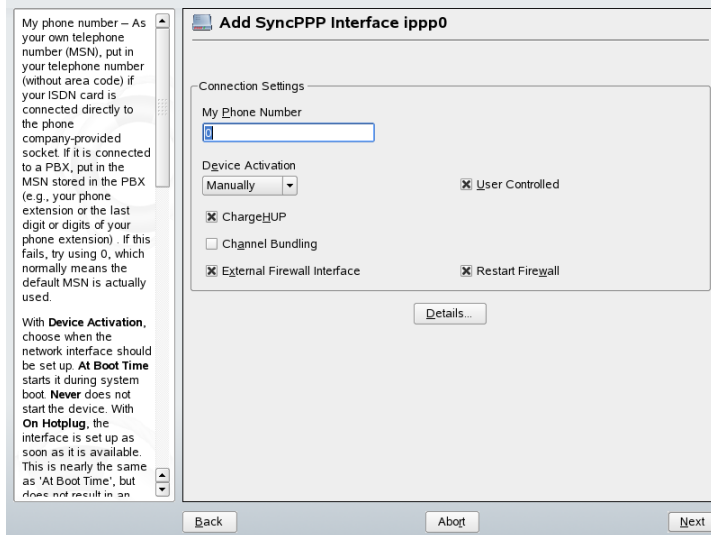 My phone number – As
your own telephone
number (MSN), put in
your telephone number
(without area code) if
your ISDN card is
connected directly to
the phone
company-provided
socket. If it is connected
to a PBX, put in the
MSN stored in the PBX
(e.g., your phone
extension or the last
digit or digits of your
phone extension) . If this
fails, try using 0, which
normally means the
default MSN is actually
used.
With Device Activation,
choose when the
network interface should
be set up. At Boot Time
starts it during system
boot. Never does not
start the device. With
On Hotplug, the
interface is set up as
soon as it is available.
This is nearly the same
as 'At Boot Time', but
does not result in an
Add SyncPPP Interface ippp0
Connection Settings
My Phone Number
0
Device Activation
Manually
User Controlled
ChargeHUP
Channel Bundling
External Firewall Interface
Restart Firewall
Details...
Back
Abort
Next